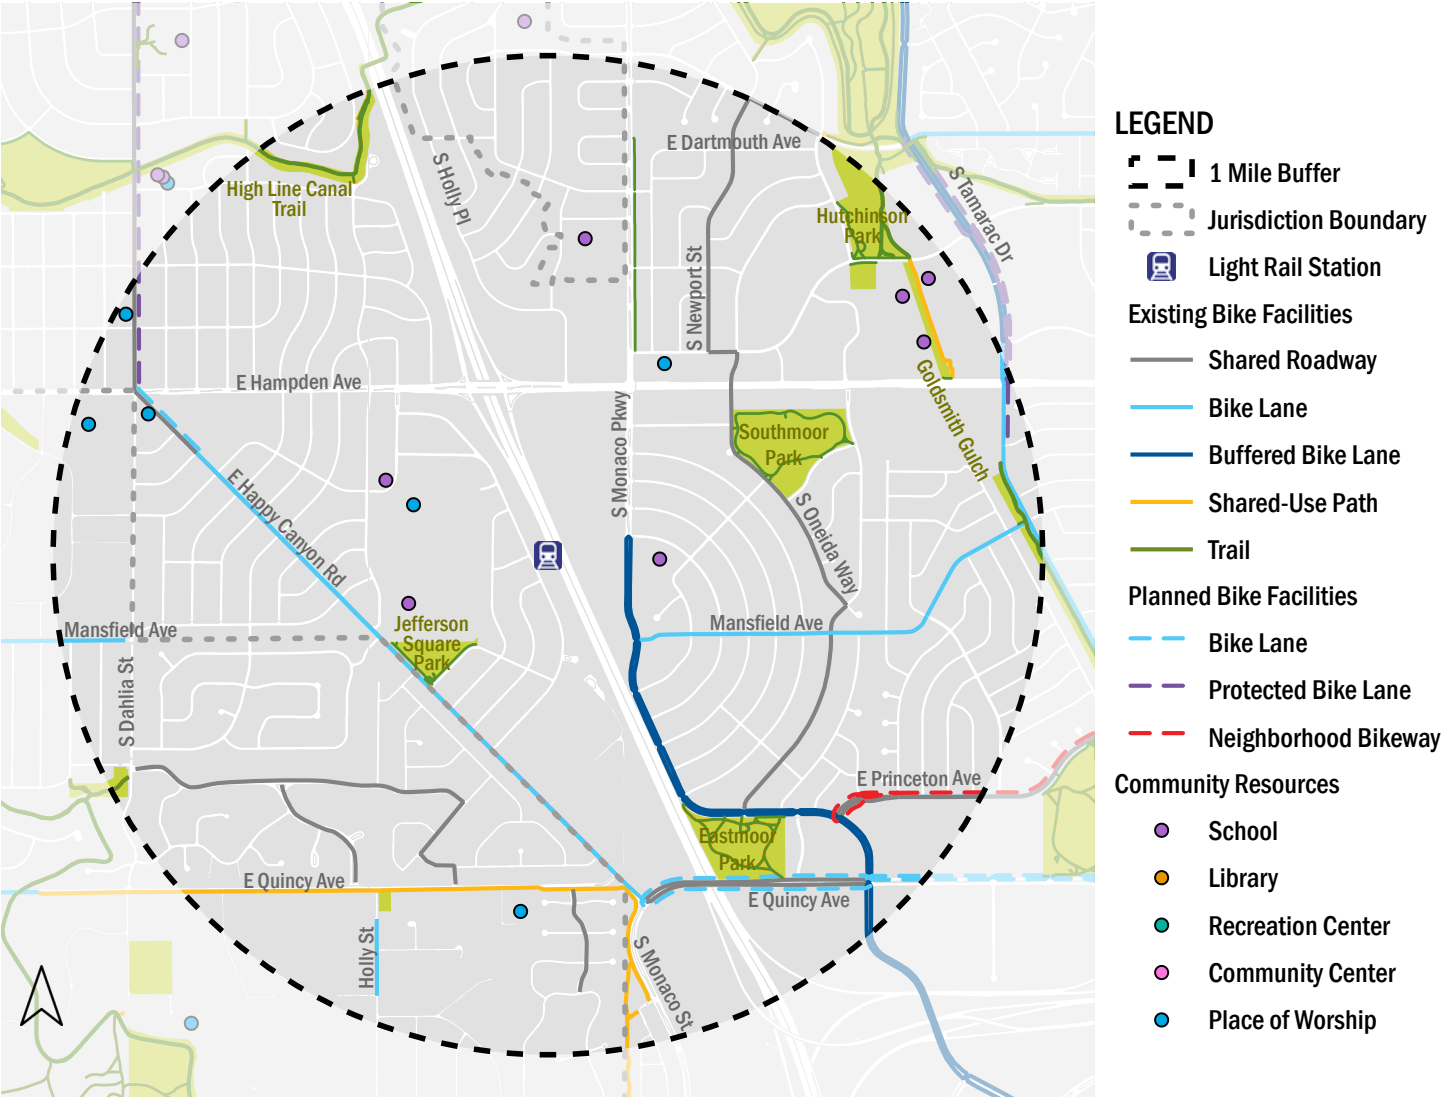 E Dartmouth Ave
S Holly Pl
High Line Canal
Trail
S Tamarac Dr
Hutchinson
Park
S Newport St
E Hampden Ave
S Monaco Pkwy
Goldsmith Gulch
Southmoor
Park
E Happy Canyon Rd
S Oneida Way
Mansfield Ave
Jefferson
Square
Park
Mansfield Ave
S Dahlia St
E Princeton Ave
Eastmoor
Park
E Quincy Ave
E Quincy Ave
Holly St
S Monaco St
LEGEND
1 Mile Buffer
Jurisdiction Boundary
Light Rail Station
Existing Bike Facilities
Shared Roadway
Bike Lane
Buffered Bike Lane
Shared-Use Path
Trail
Planned Bike Facilities
Bike Lane
Protected Bike Lane
Neighborhood Bikeway
Community Resources
School
Library
Recreation Center
Community Center
Place of Worship